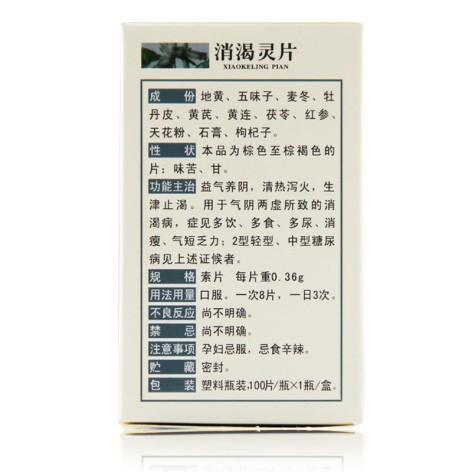 消渴灵片
XIAOKELING PIAN
成份 地黄、五味子、麦冬、牡
丹皮、黄芪、黄连、茯苓、红参、
天花粉、石膏、枸杞子。
性状 本品为棕色至棕褐色的
片；味苦、甘。
功能主治 益气养阴，清热泻火，生
津止渴。用于气阴两虚所致的消
渴病，症见多饮、多食、多尿、消
瘦、气短乏力；2型轻型、中型糖尿
病见上述证候者。
规格 素片 每片重0.36g
用法用量 口服。一次8片，一日3次。
不良反应 尚不明确。
禁忌 尚不明确。
注意事项 孕妇忌服，忌食辛辣。
贮藏 密封。
包装 塑料瓶装，100片/瓶×1瓶/盒。